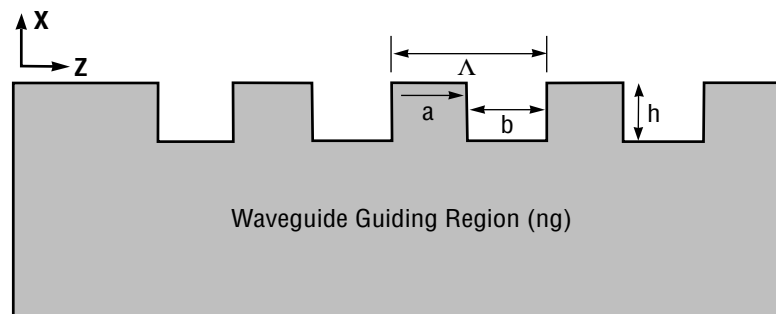 X
Z
Λ
a
b
h
Waveguide Guiding Region (ng)